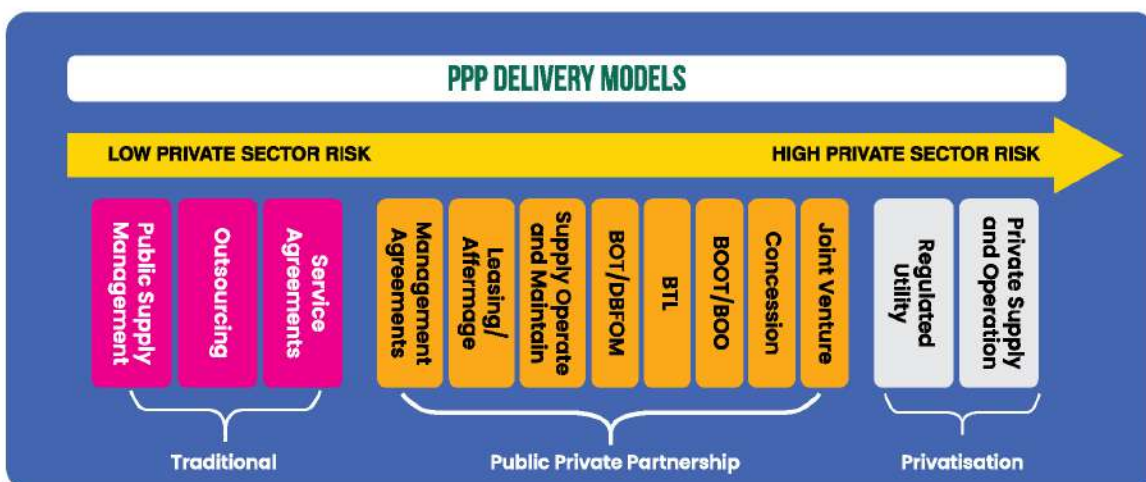 PPP DELIVERY MODELS
LOW PRIVATE SECTOR RISK
HIGH PRIVATE SECTOR RISK
Public Supply
Management
Outsourcing
Service
Agreements
Management
Agreements
Leasing/
Affermage
Supply Operate
and Maintain
BOT/DBFOM
BTL
BOOT/BOO
Concession
Joint Venture
Regulated
Utility
Private Supply
and Operation
Traditional
Public Private Partnership
Privatisation